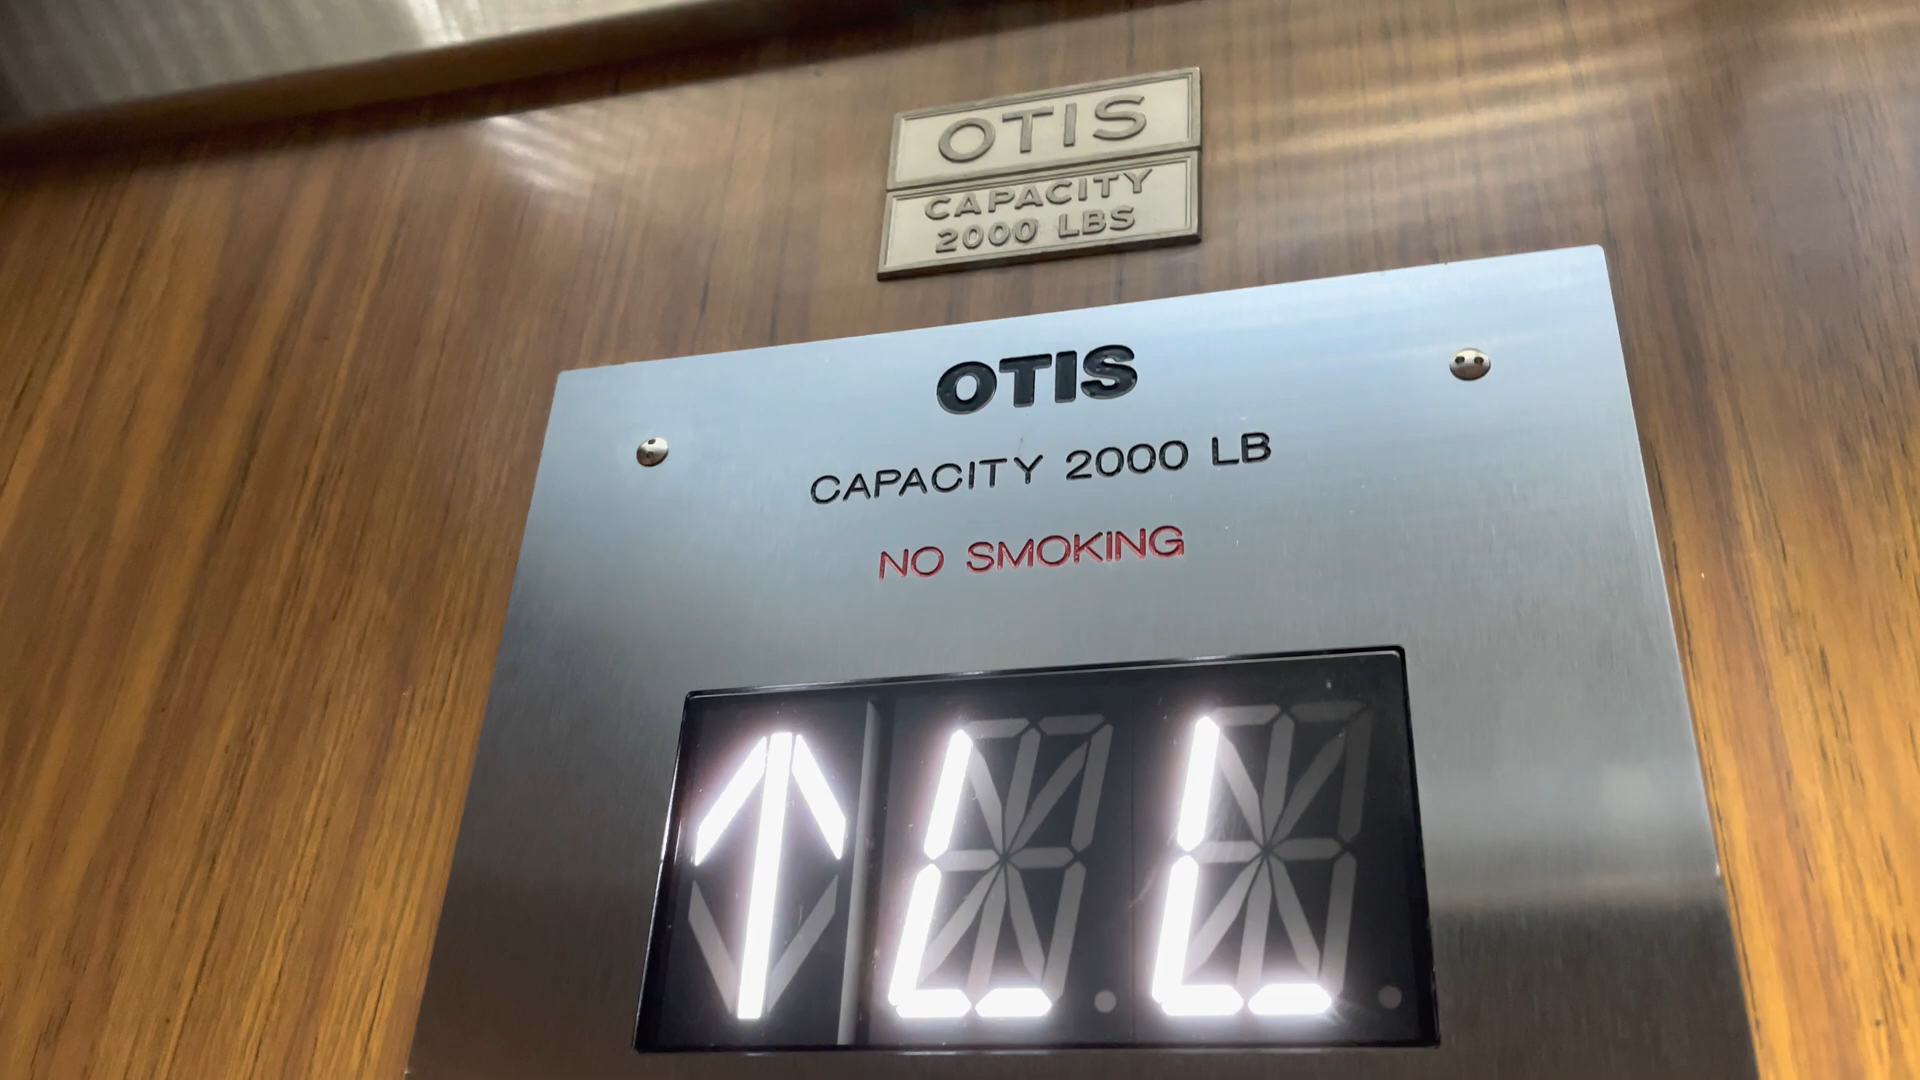 OTIS
CAPACITY
2000 LBS
OTIS
CAPACITY 2000 LB
NO SMOKING
↑LL